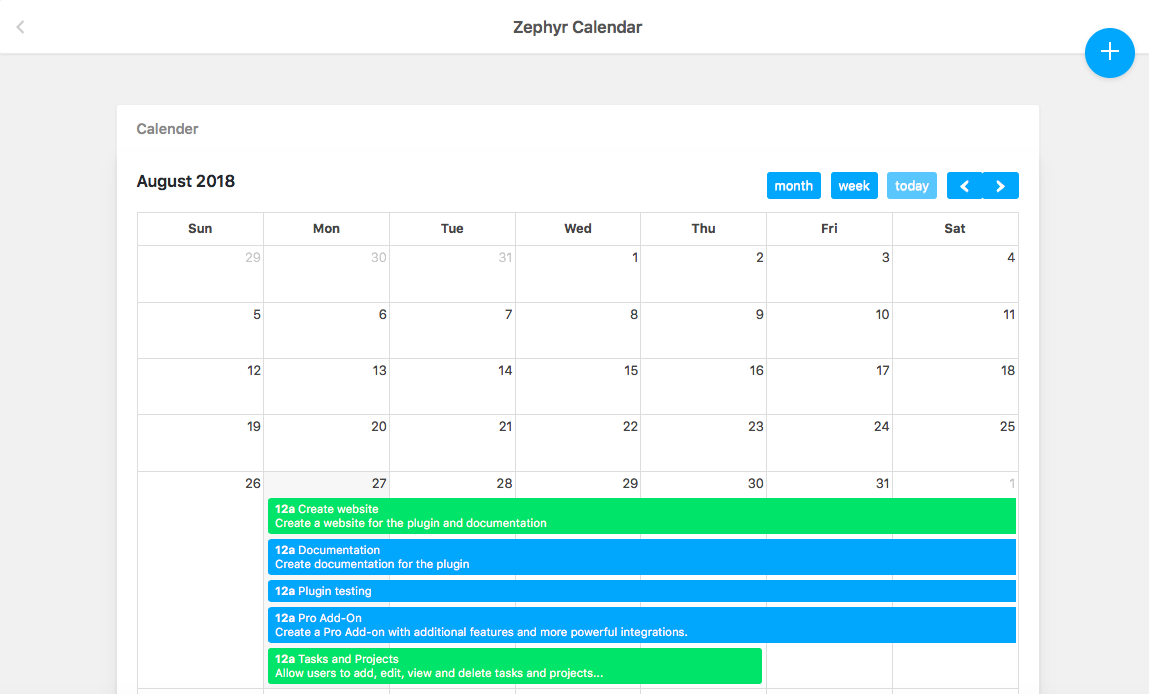 Zephyr Calendar
Calender
August 2018
month week today
Sun Mon Tue Wed Thu Fri Sat
29 30 31 1 2 3 4
5 6 7 8 9 10 11
12 13 14 15 16 17 18
19 20 21 22 23 24 25
26 27 28 29 30 31 1
12a Create website
Create a website for the plugin and documentation
12a Documentation
Create documentation for the plugin
12a Plugin testing
12a Pro Add-On
Create a Pro Add-on with additional features and more powerful integrations.
12a Tasks and Projects
Allow users to add, edit, view and delete tasks and projects...